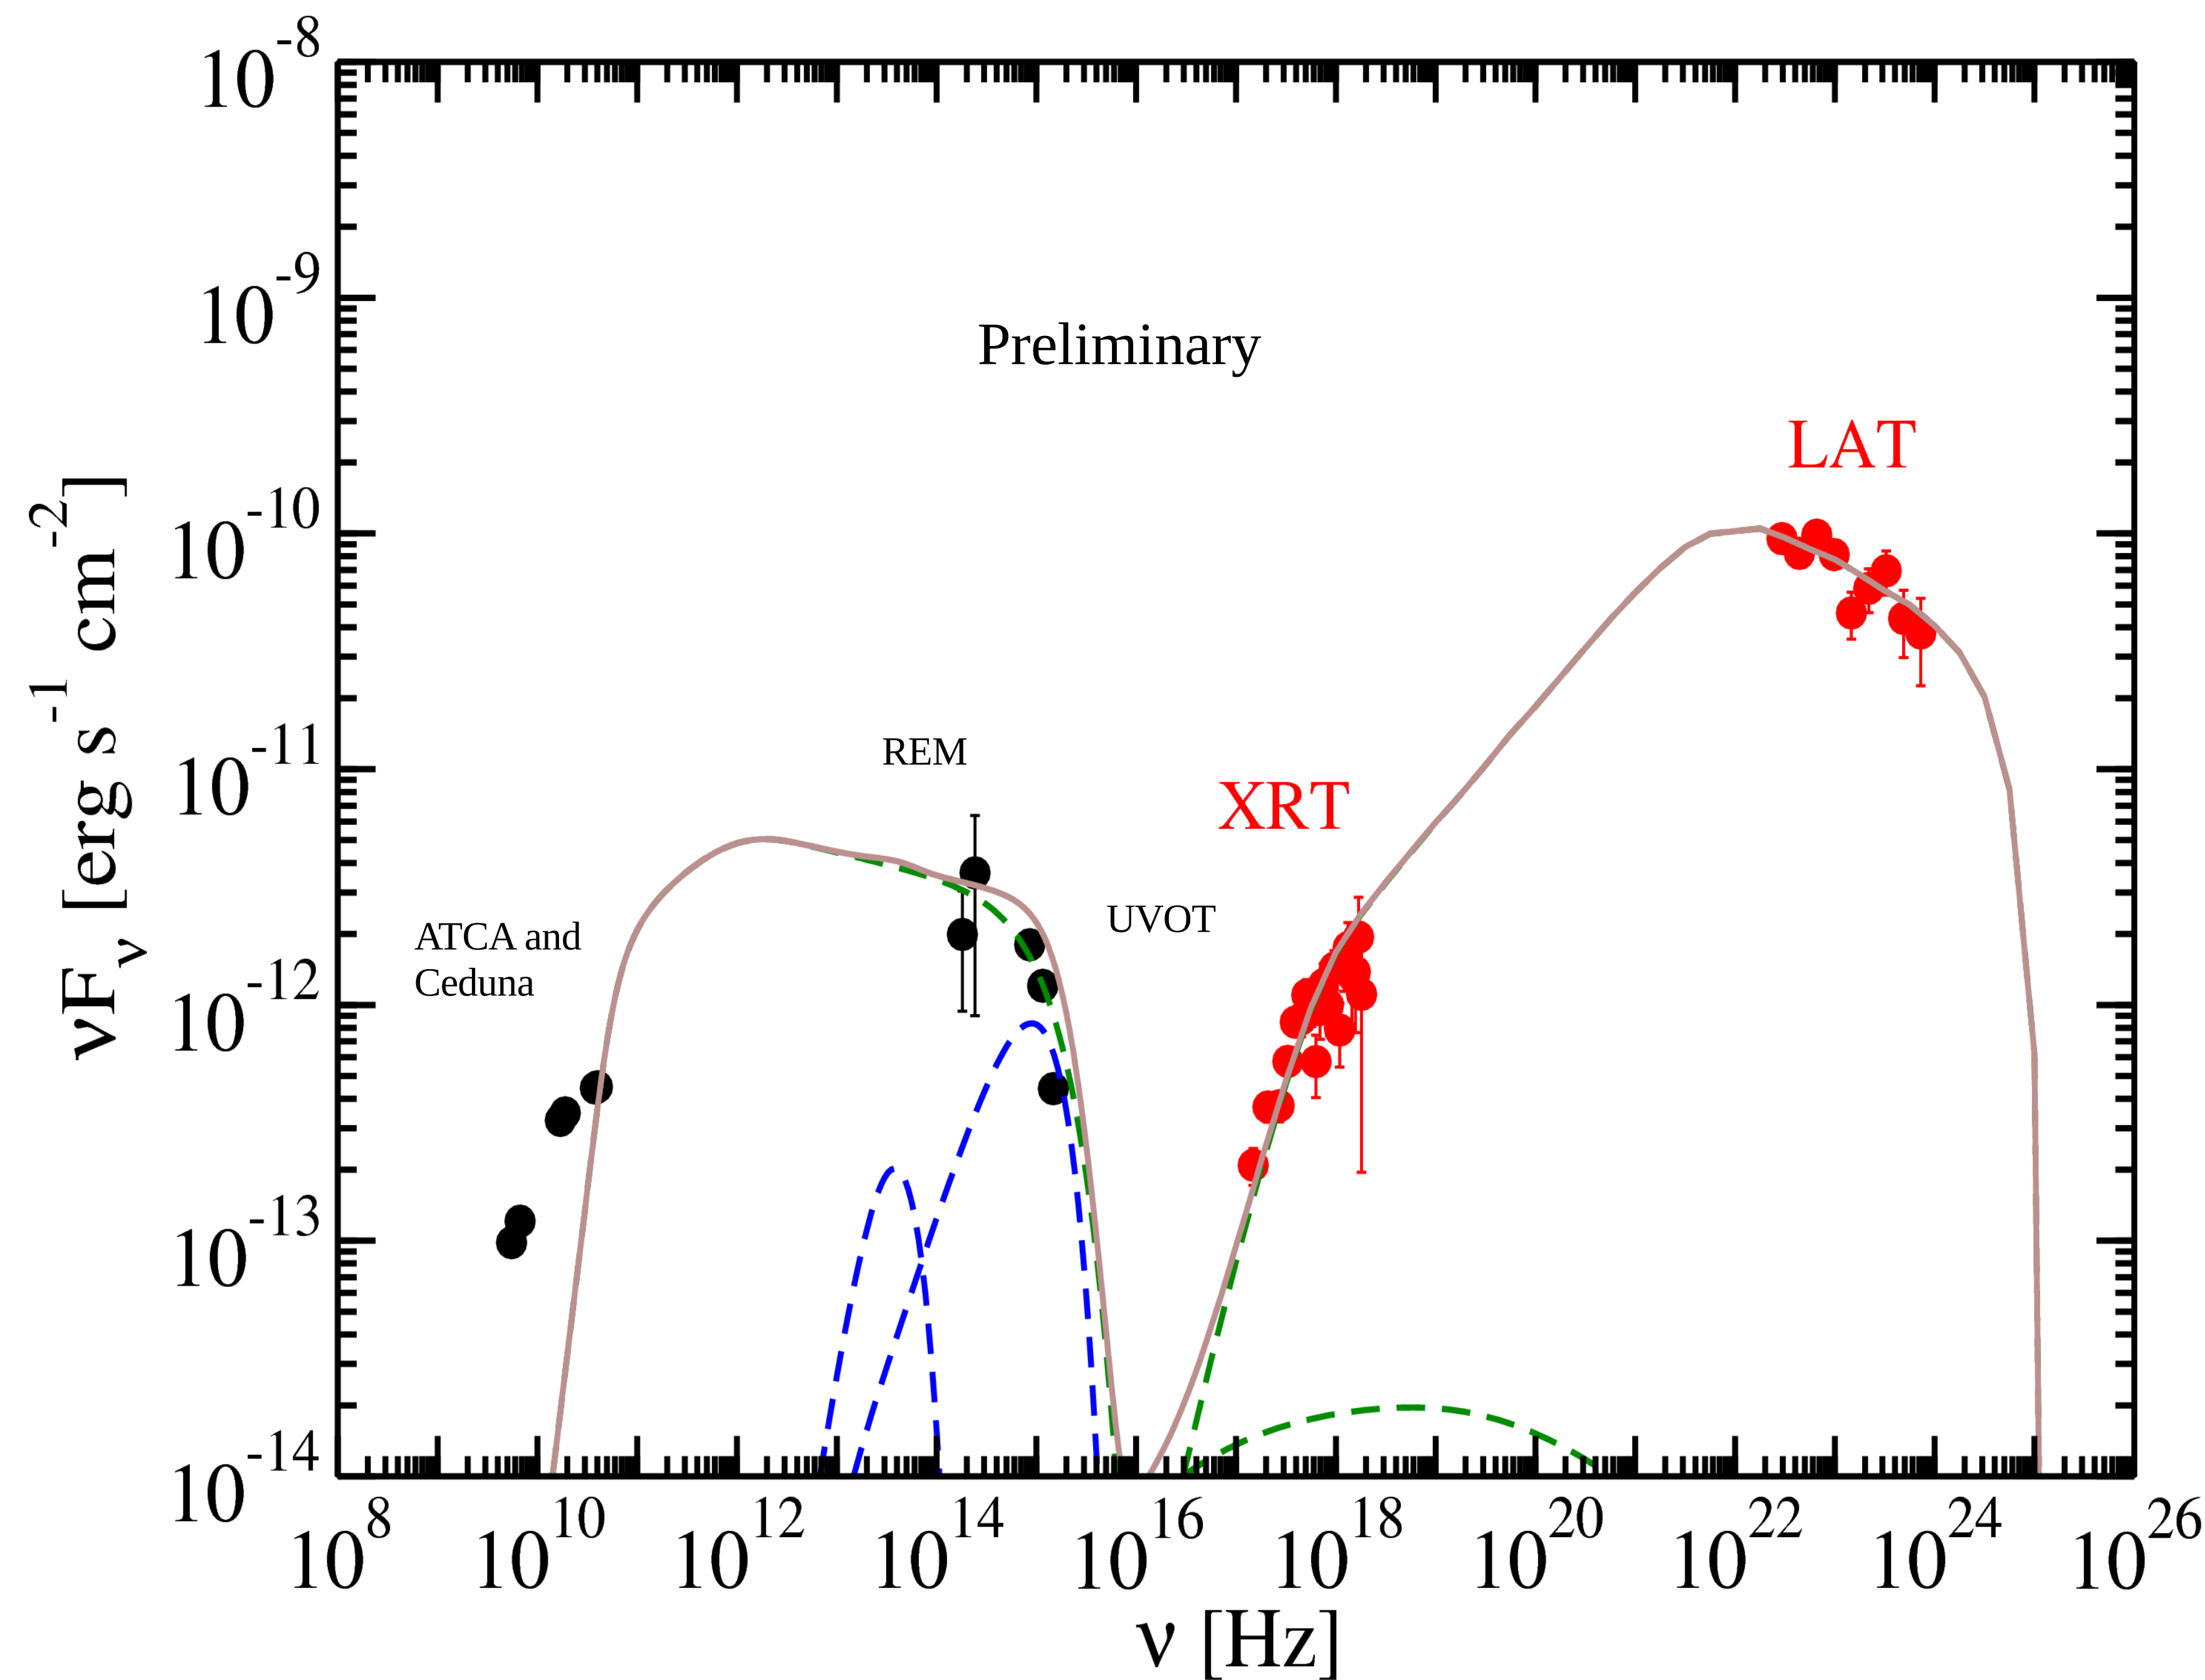 10^-8
10^-9
Preliminary
LAT
10^-10
νF_ν [erg s^-1 cm^-2]
10^-11
REM
XRT
UVOT
ATCA and
Ceduna
10^-12
10^-13
10^-14
10^8 10^10 10^12 10^14 10^16 10^18 10^20 10^22 10^24 10^26
ν [Hz]